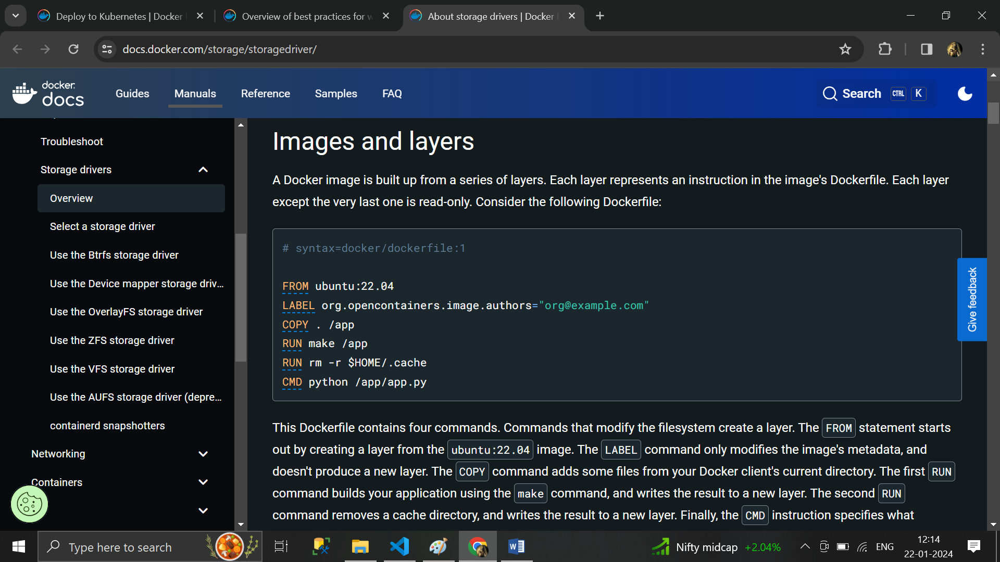 Deploy to Kubernetes | Docker
Overview of best practices for w
About storage drivers | Docker
docs.docker.com/storage/storagedriver/
docker
docs
Guides
Manuals
Reference
Samples
FAQ
Search
CTRL
K
Troubleshoot
Storage drivers
Overview
Select a storage driver
Use the Btrfs storage driver
Use the Device mapper storage driv...
Use the OverlayFS storage driver
Use the ZFS storage driver
Use the VFS storage driver
Use the AUFS storage driver (depre...
containerd snapshotters
Networking
Containers
Images and layers
A Docker image is built up from a series of layers. Each layer represents an instruction in the image's Dockerfile. Each layer
except the very last one is read-only. Consider the following Dockerfile:
# syntax=docker/dockerfile:1
FROM ubuntu:22.04
LABEL org.opencontainers.image.authors="org@example.com"
COPY . /app
RUN make /app
RUN rm -r $HOME/.cache
CMD python /app/app.py
This Dockerfile contains four commands. Commands that modify the filesystem create a layer. The FROM statement starts
out by creating a layer from the ubuntu:22.04 image. The LABEL command only modifies the image's metadata, and
doesn't produce a new layer. The COPY command adds some files from your Docker client's current directory. The first RUN
command builds your application using the make command, and writes the result to a new layer. The second RUN
command removes a cache directory, and writes the result to a new layer. Finally, the CMD instruction specifies what
Give feedback
Type here to search
Nifty midcap +2.04%
ENG
12:14
22-01-2024